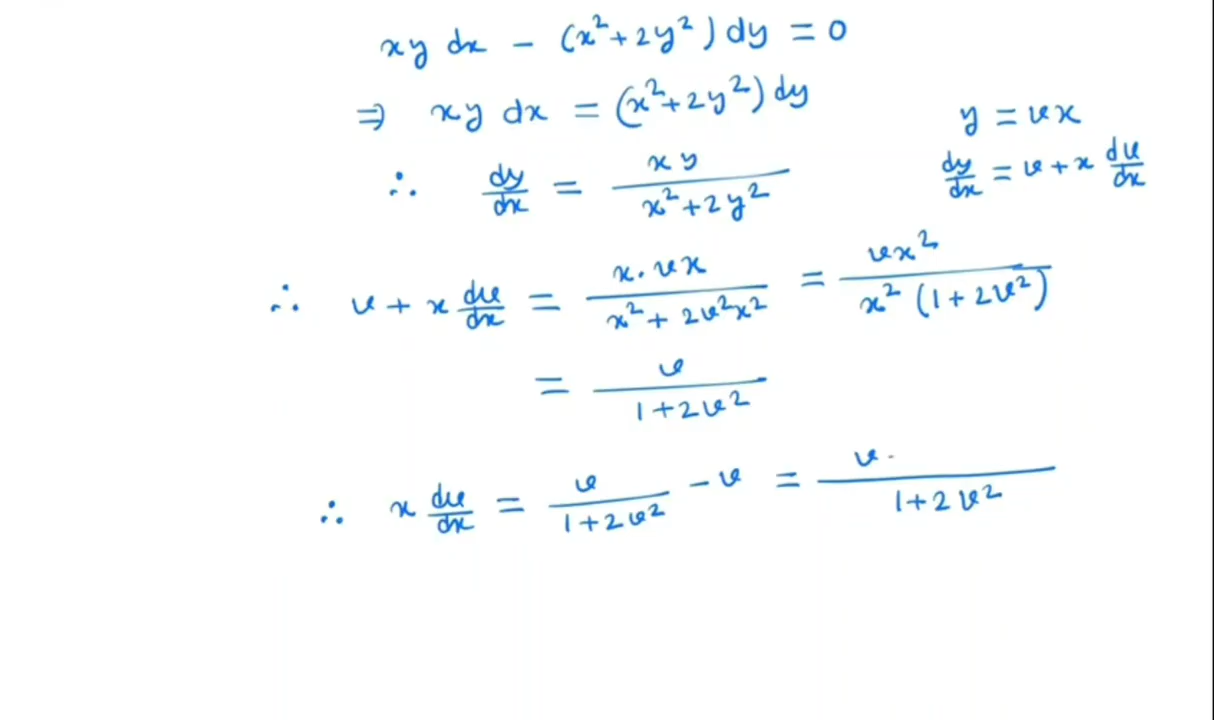 xy dx - (x²+2y²) dy = 0
⇒ xy dx = (x²+2y²) dy
y = vx
∴ dy/dx = xy/(x²+2y²)
dy/dx = v + x dv/dx
∴ v + x dv/dx = x·vx/(x²+2v²x²) = vx²/(x²(1+2v²))
= v/(1+2v²)
∴ x dv/dx = v/(1+2v²) - v = v·/(1+2v²)